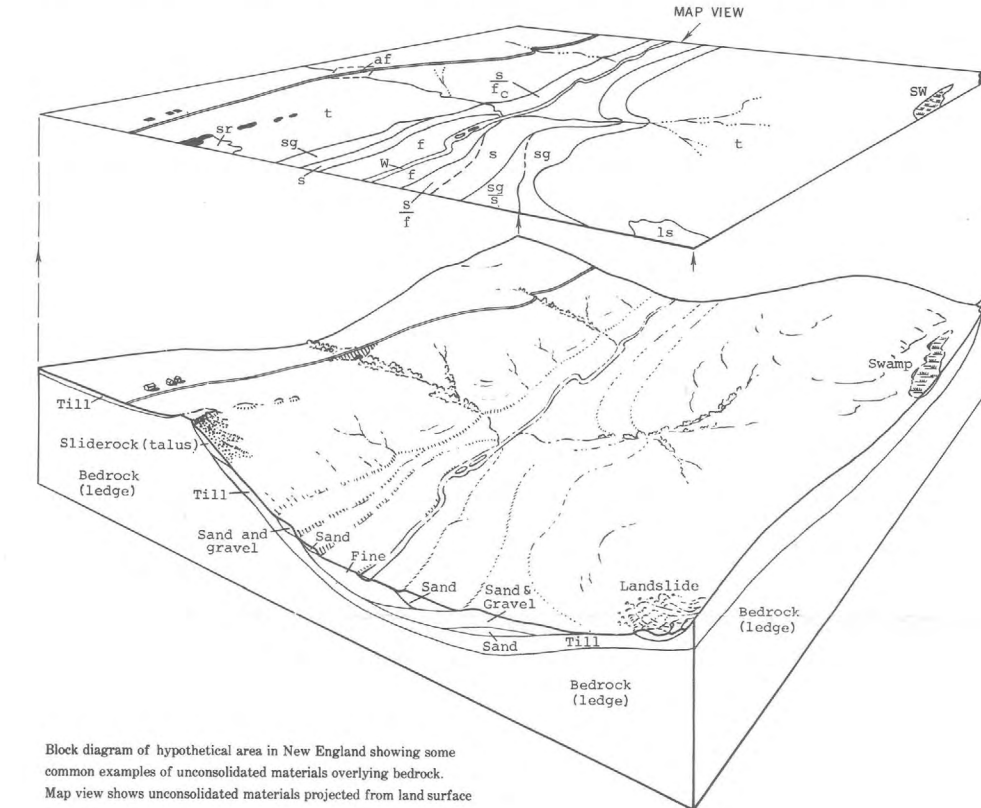 MAP VIEW
af
s
fc
SW
t
sr
sg
s
f
W
f
s
f
s
sg
sg
s
t
ls
Swamp
Till
Sliderock(talus)
Bedrock
(ledge)
Till
Sand and
gravel
Sand
Fine
Sand
Sand &
Gravel
Sand
Till
Landslide
Bedrock
(ledge)
Bedrock
(ledge)
Block diagram of hypothetical area in New England showing some
common examples of unconsolidated materials overlying bedrock.
Map view shows unconsolidated materials projected from land surface